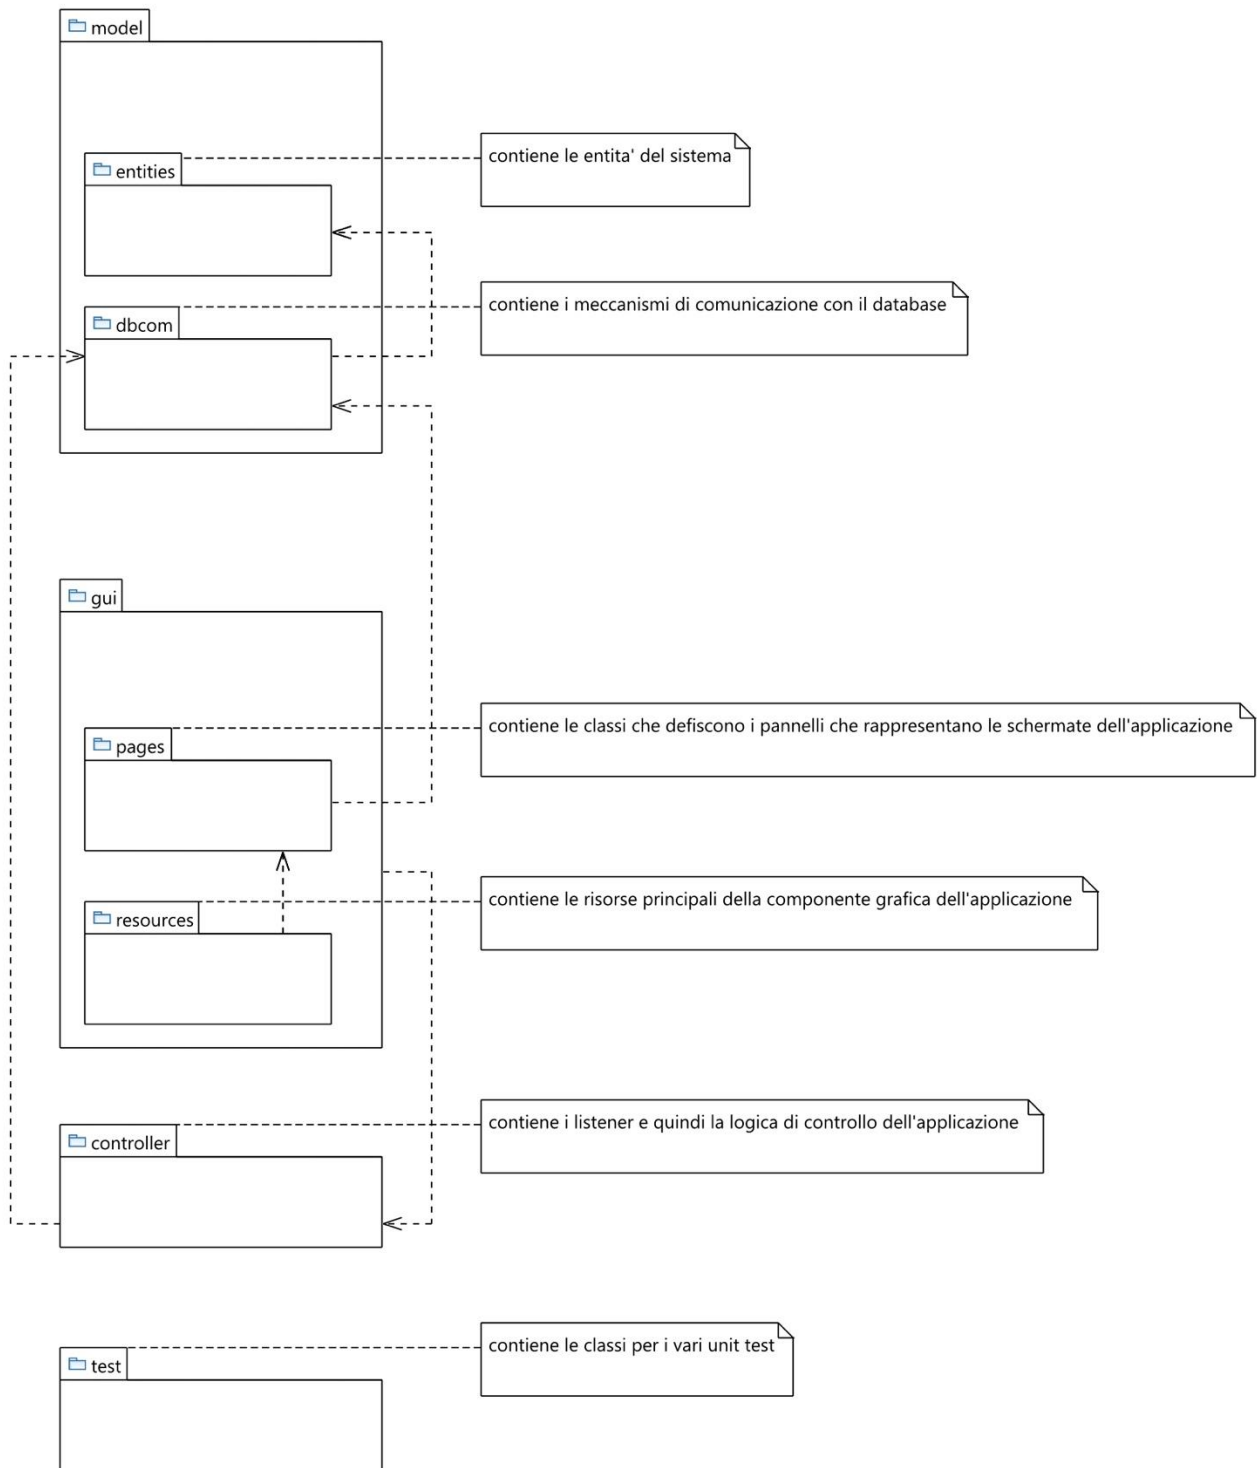 model
entities
contiene le entita' del sistema
dbcom
contiene i meccanismi di comunicazione con il database
gui
pages
contiene le classi che defiscono i pannelli che rappresentano le schermate dell'applicazione
resources
contiene le risorse principali della componente grafica dell'applicazione
controller
contiene i listener e quindi la logica di controllo dell'applicazione
test
contiene le classi per i vari unit test